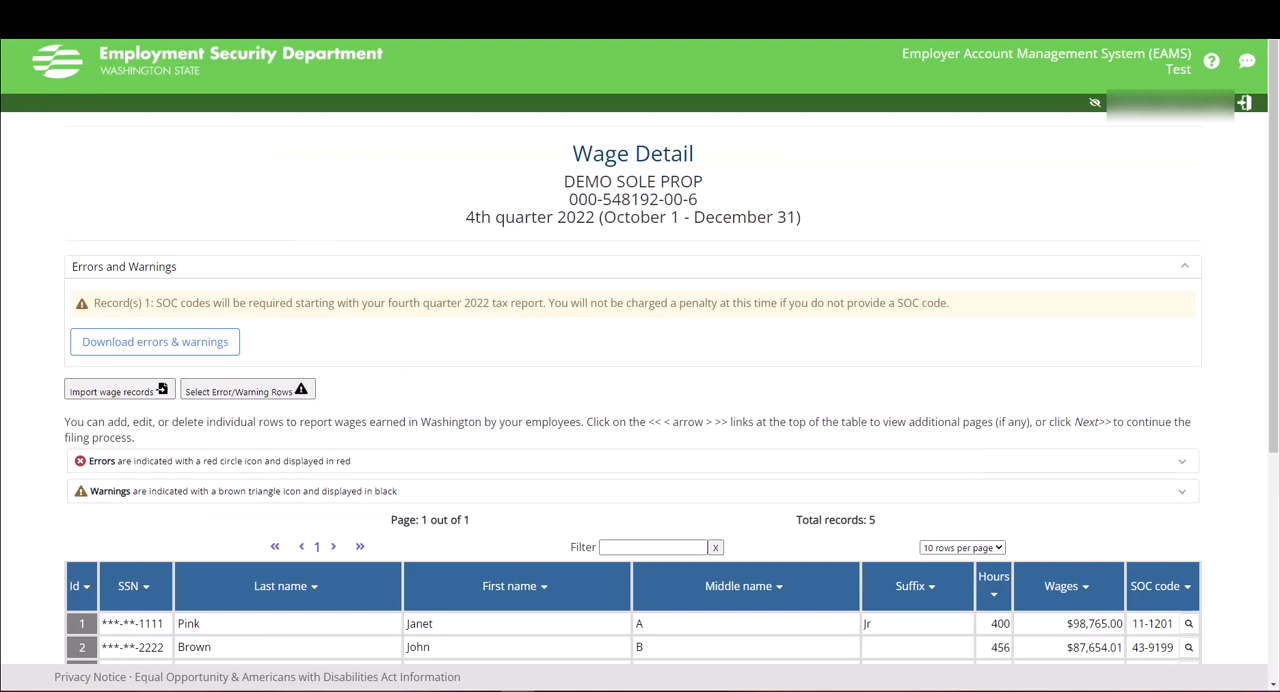 Employment Security Department
WASHINGTON STATE
Employer Account Management System (EAMS)
Test
Wage Detail
DEMO SOLE PROP
000-548192-00-6
4th quarter 2022 (October 1 - December 31)
Errors and Warnings
Record(s) 1: SOC codes will be required starting with your fourth quarter 2022 tax report. You will not be charged a penalty at this time if you do not provide a SOC code.
Download errors & warnings
Import wage records Select Error/Warning Rows
You can add, edit, or delete individual rows to report wages earned in Washington by your employees. Click on the << < arrow > >> links at the top of the table to view additional pages (if any), or click Next>> to continue the
filing process.
Errors are indicated with a red circle icon and displayed in red
Warnings are indicated with a brown triangle icon and displayed in black
Page: 1 out of 1 Total records: 5
« ‹ 1 › » Filter x 10 rows per page
Id SSN Last name First name Middle name Suffix Hours Wages SOC code
1 ***-**-1111 Pink Janet A Jr 400 $98,765.00 11-1201
2 ***-**-2222 Brown John B 456 $87,654.01 43-9199
Privacy Notice · Equal Opportunity & Americans with Disabilities Act Information